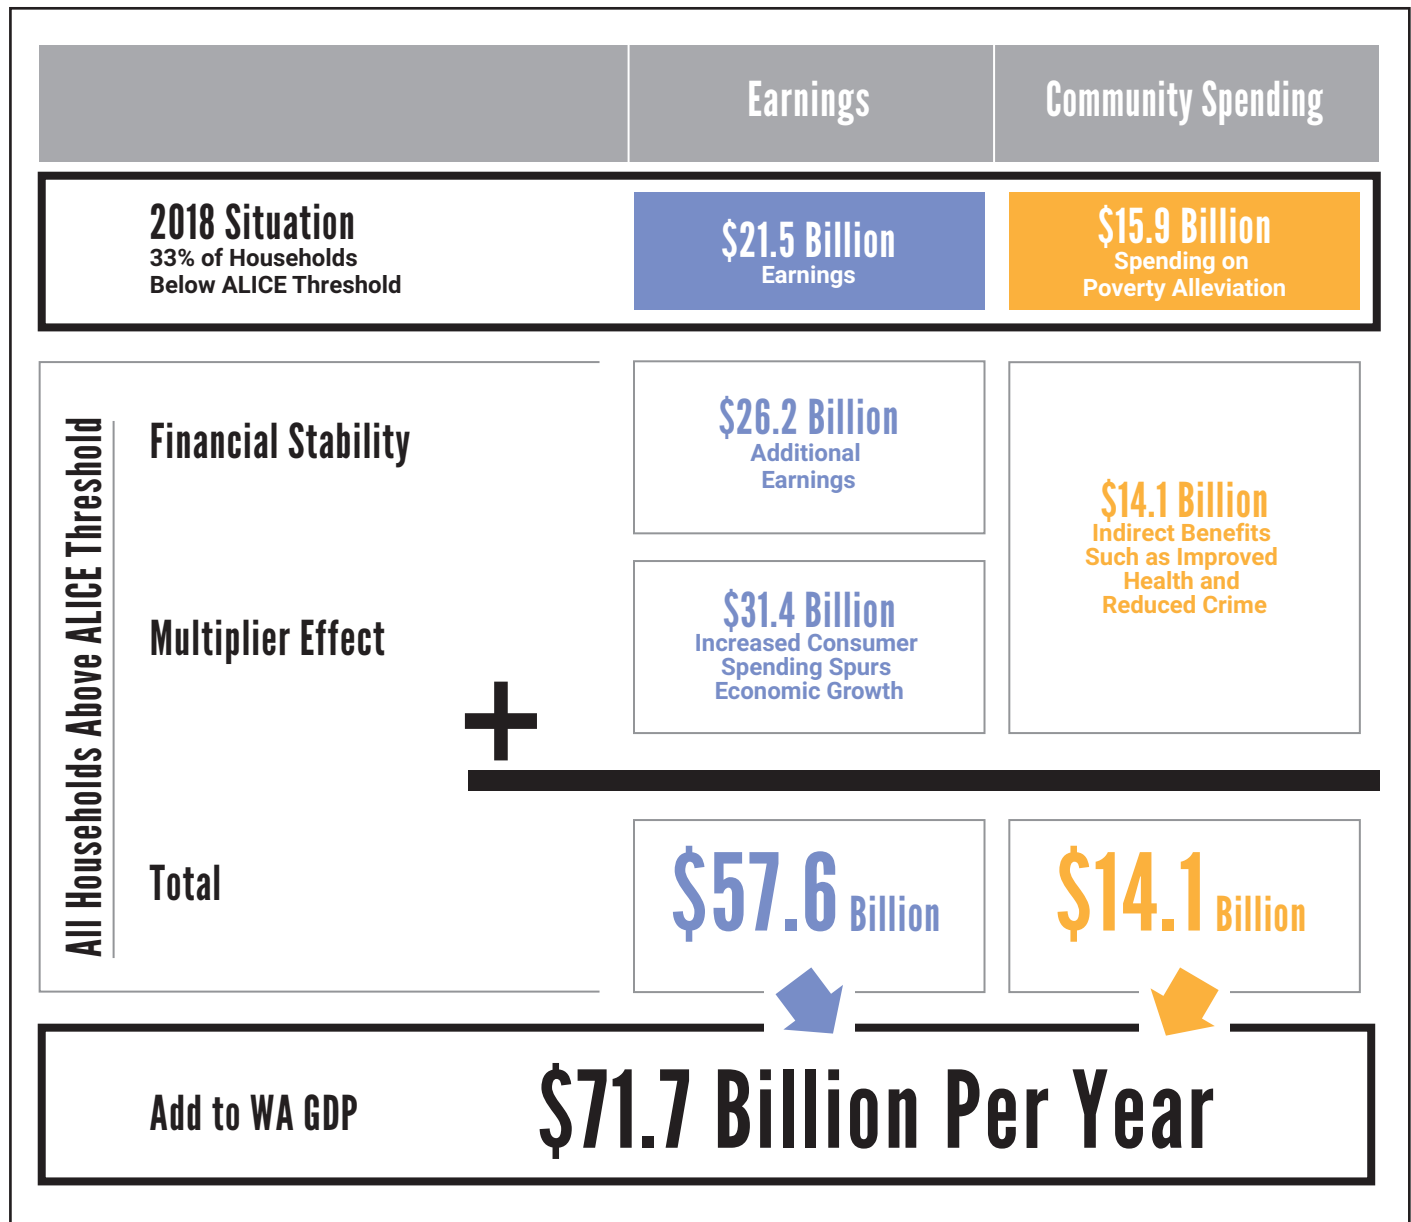 Earnings
Community Spending
2018 Situation
33% of Households
Below ALICE Threshold
$21.5 Billion
Earnings
$15.9 Billion
Spending on
Poverty Alleviation
All Households Above ALICE Threshold
Financial Stability
$26.2 Billion
Additional
Earnings
$14.1 Billion
Indirect Benefits
Such as Improved
Health and
Reduced Crime
Multiplier Effect
$31.4 Billion
Increased Consumer
Spending Spurs
Economic Growth
+
Total
$57.6 Billion
$14.1 Billion
Add to WA GDP
$71.7 Billion Per Year